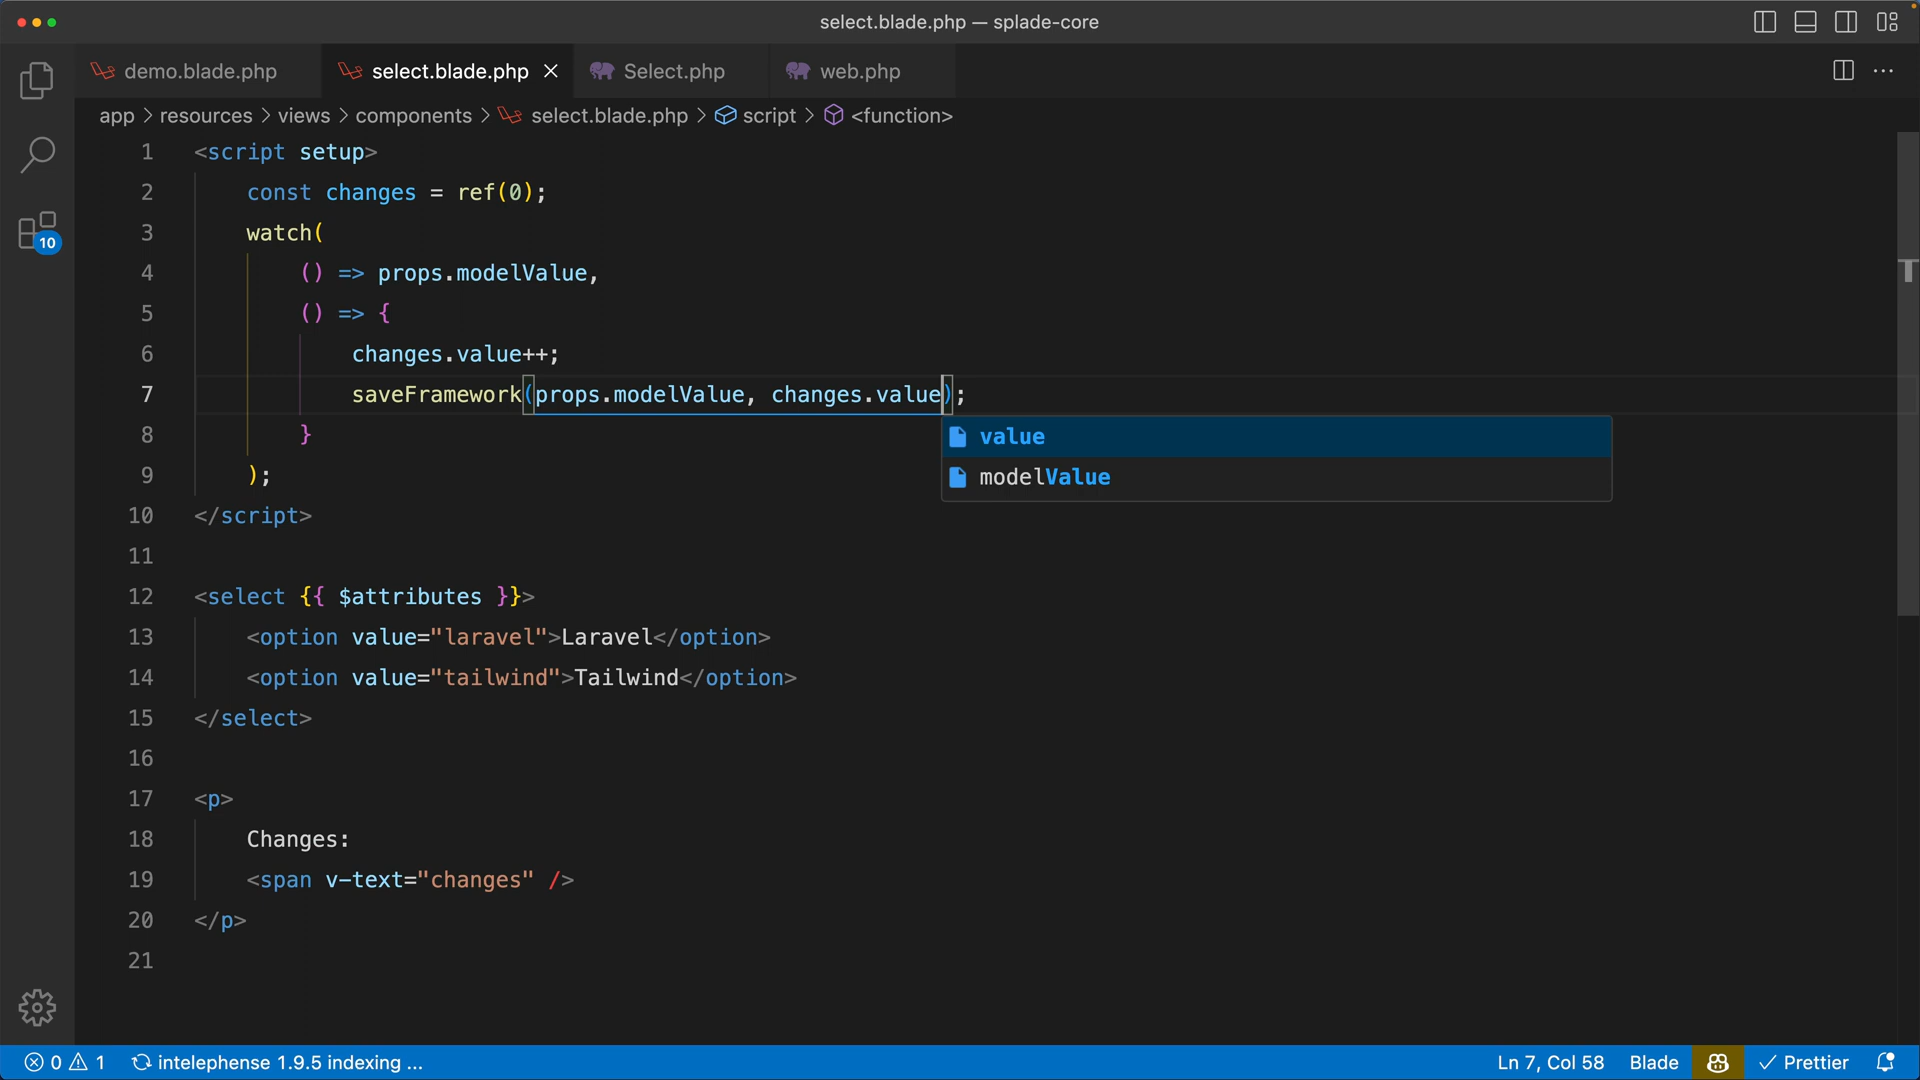 select.blade.php — splade-core
demo.blade.php select.blade.php Select.php web.php
app > resources > views > components > select.blade.php > script > <function>
10
1 <script setup>
2 const changes = ref(0);
3 watch(
4 () => props.modelValue,
5 () => {
6 changes.value++;
7 saveFramework(props.modelValue, changes.value);
value
modelValue
8 }
9 );
10 </script>
11
12 <select {{ $attributes }}>
13 <option value="laravel">Laravel</option>
14 <option value="tailwind">Tailwind</option>
15 </select>
16
17 <p>
18 Changes:
19 <span v-text="changes" />
20 </p>
21
0 1 intelephense 1.9.5 indexing ... Ln 7, Col 58 Blade Prettier